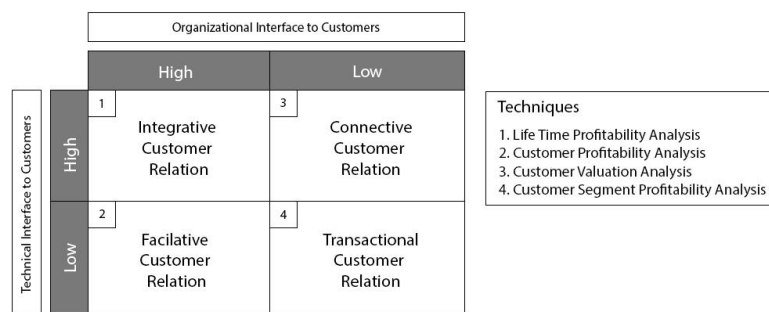 Organizational Interface to Customers
High
Low
Technical Interface to Customers
High
1
Integrative
Customer
Relation
3
Connective
Customer
Relation
Low
2
Facilative
Customer
Relation
4
Transactional
Customer
Relation
Techniques
1. Life Time Profitability Analysis
2. Customer Profitability Analysis
3. Customer Valuation Analysis
4. Customer Segment Profitability Analysis